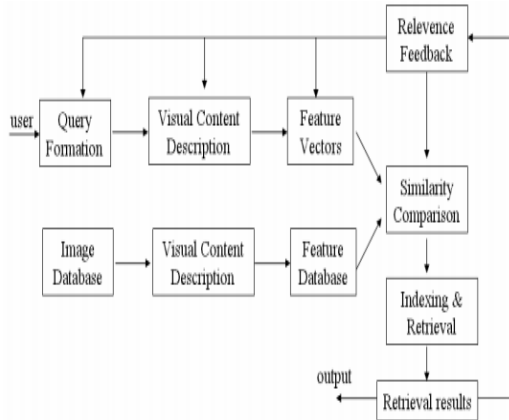 Relevence
Feedback
user
Query
Formation
Visual Content
Description
Feature
Vectors
Similarity
Comparison
Image
Database
Visual Content
Description
Feature
Database
Indexing &
Retrieval
output
Retrieval results